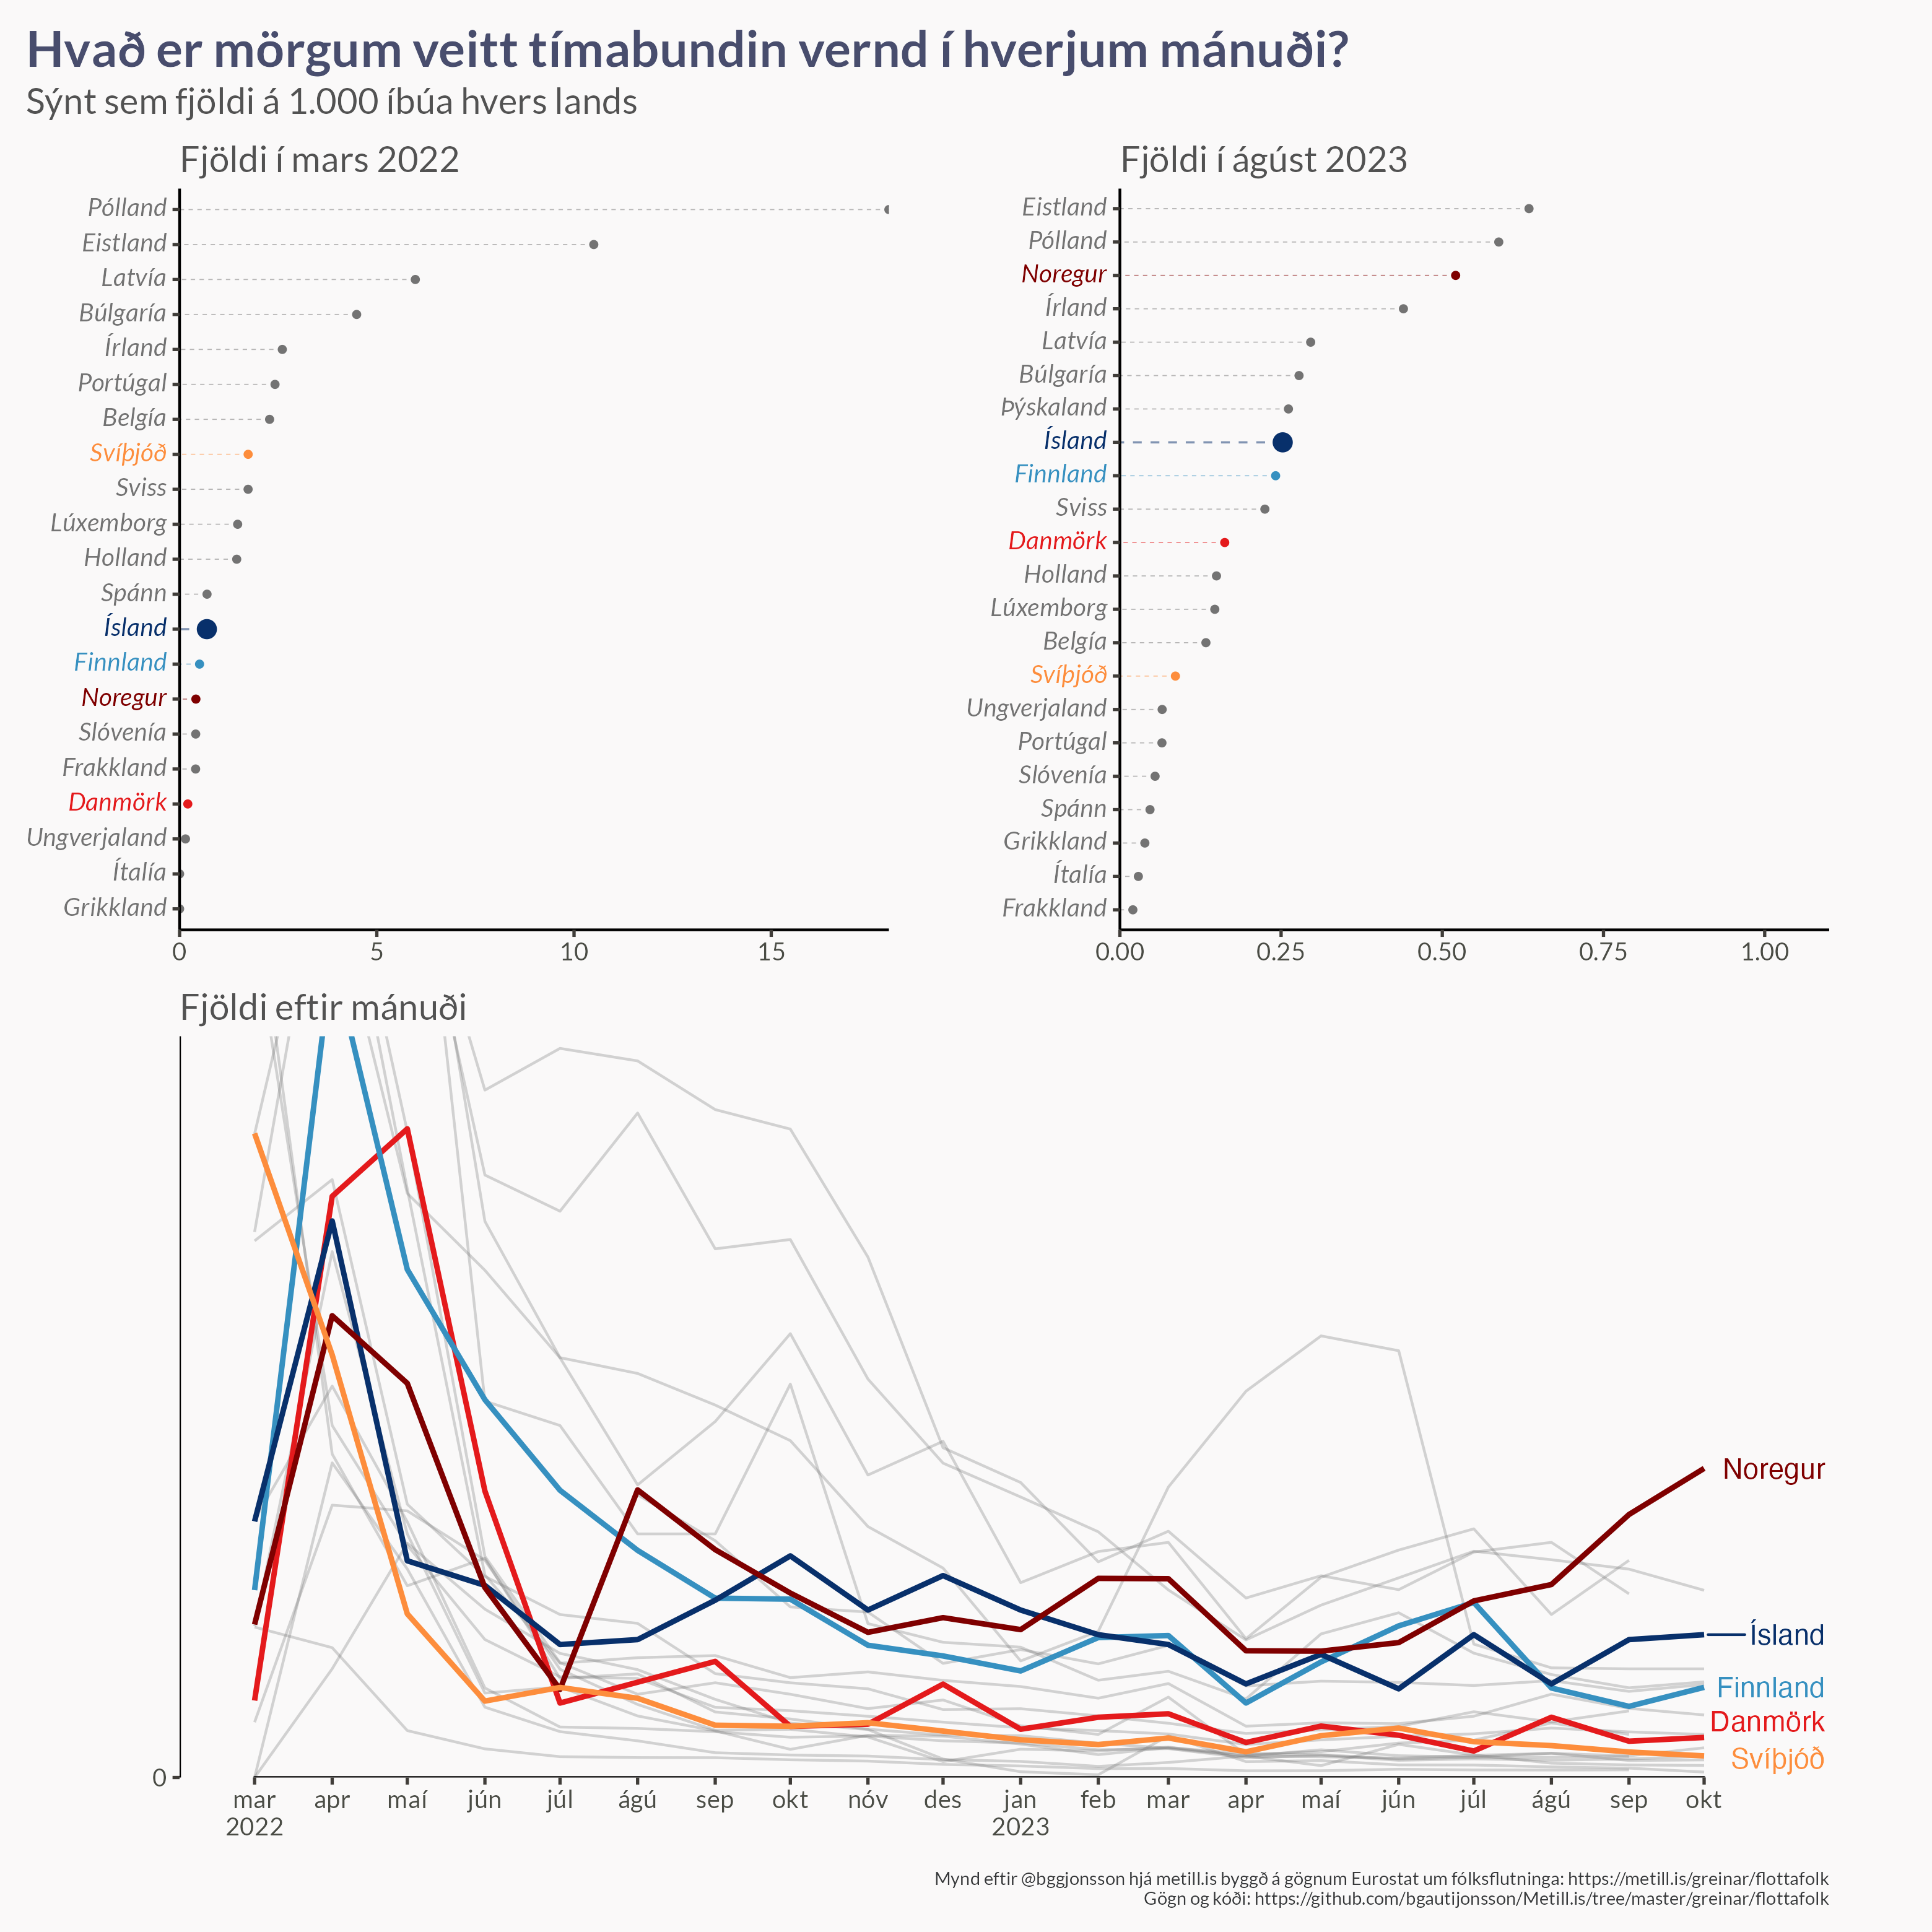 Hvað er mörgum veitt tímabundin vernd í hverjum mánuði?
Sýnt sem fjöldi á 1.000 íbúa hvers lands
Fjöldi í mars 2022
Pólland
Eistland
Latvía
Búlgaría
Írland
Portúgal
Belgía
Svíþjóð
Sviss
Lúxemborg
Holland
Spánn
Ísland
Finnland
Noregur
Slóvenía
Frakkland
Danmörk
Ungverjaland
Ítalía
Grikkland
0 5 10 15
Fjöldi í ágúst 2023
Eistland
Pólland
Noregur
Írland
Latvía
Búlgaría
Þýskaland
Ísland
Finnland
Sviss
Danmörk
Holland
Lúxemborg
Belgía
Svíþjóð
Ungverjaland
Portúgal
Slóvenía
Spánn
Grikkland
Ítalía
Frakkland
0.00 0.25 0.50 0.75 1.00
Fjöldi eftir mánuði
Noregur
Ísland
Finnland
Danmörk
Svíþjóð
0
mar apr maí jún júl ágú sep okt nóv des jan feb mar apr maí jún júl ágú sep okt
2022 2023
Mynd eftir @bggjonsson hjá metill.is byggð á gögnum Eurostat um fólksflutninga: https://metill.is/greinar/flottafolk
Gögn og kóði: https://github.com/bgautijonsson/Metill.is/tree/master/greinar/flottafolk